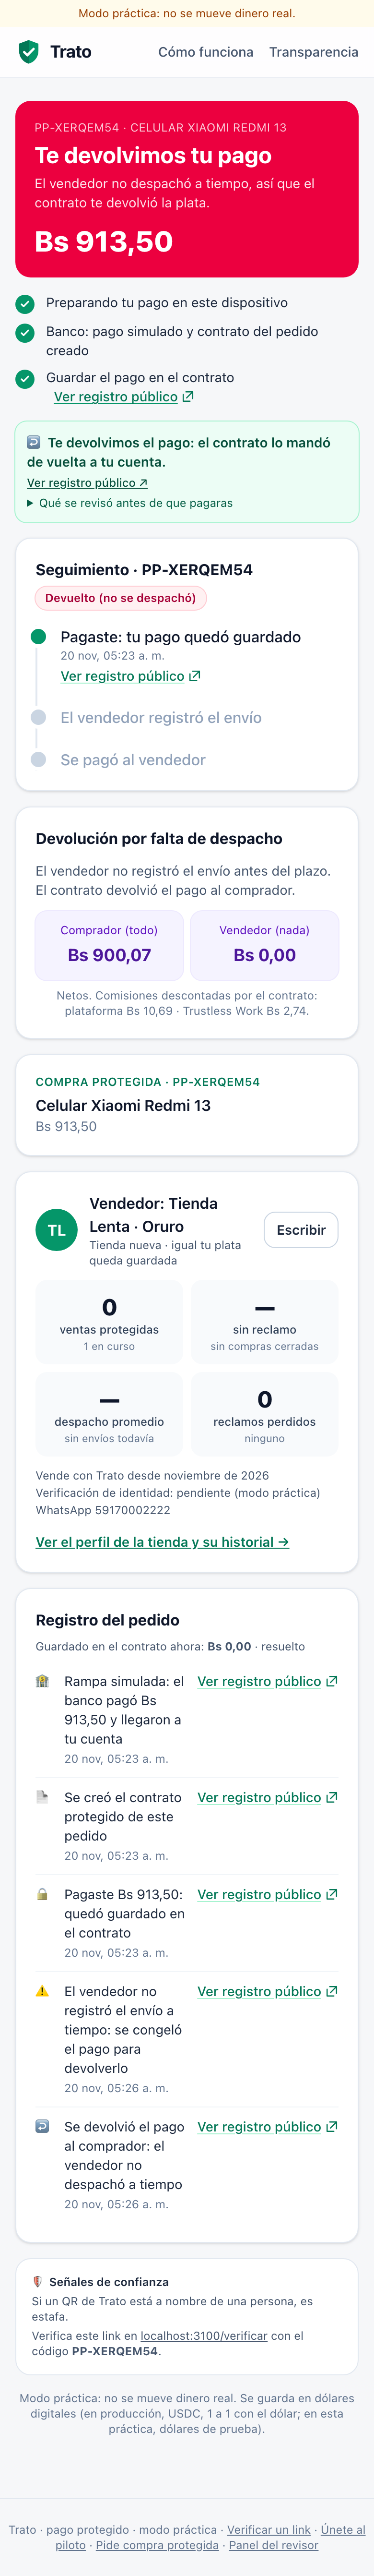 Modo práctica: no se mueve dinero real.
Trato
Cómo funciona
Transparencia
PP-XERQEM54 · CELULAR XIAOMI REDMI 13
Te devolvimos tu pago
El vendedor no despachó a tiempo, así que el
contrato te devolvió la plata.
Bs 913,50
Preparando tu pago en este dispositivo
Banco: pago simulado y contrato del pedido
creado
Guardar el pago en el contrato
Ver registro público
Te devolvimos el pago: el contrato lo mandó
de vuelta a tu cuenta.
Ver registro público ↗
▶ Qué se revisó antes de que pagaras
Seguimiento · PP-XERQEM54
Devuelto (no se despachó)
Pagaste: tu pago quedó guardado
20 nov, 05:23 a. m.
Ver registro público
El vendedor registró el envío
Se pagó al vendedor
Devolución por falta de despacho
El vendedor no registró el envío antes del plazo.
El contrato devolvió el pago al comprador.
Comprador (todo)
Bs 900,07
Vendedor (nada)
Bs 0,00
Netos. Comisiones descontadas por el contrato:
plataforma Bs 10,69 · Trustless Work Bs 2,74.
COMPRA PROTEGIDA · PP-XERQEM54
Celular Xiaomi Redmi 13
Bs 913,50
TL
Vendedor: Tienda
Lenta · Oruro
Tienda nueva · igual tu plata
queda guardada
Escribir
0
ventas protegidas
1 en curso
—
sin reclamo
sin compras cerradas
—
despacho promedio
sin envíos todavía
0
reclamos perdidos
ninguno
Vende con Trato desde noviembre de 2026
Verificación de identidad: pendiente (modo práctica)
WhatsApp 59170002222
Ver el perfil de la tienda y su historial →
Registro del pedido
Guardado en el contrato ahora: Bs 0,00 · resuelto
Rampa simulada: el
banco pagó Bs
913,50 y llegaron a
tu cuenta
20 nov, 05:23 a. m.
Ver registro público
Se creó el contrato
protegido de este
pedido
20 nov, 05:23 a. m.
Ver registro público
Pagaste Bs 913,50:
quedó guardado en
el contrato
20 nov, 05:23 a. m.
Ver registro público
El vendedor no
registró el envío a
tiempo: se congeló
el pago para
devolverlo
20 nov, 05:26 a. m.
Ver registro público
Se devolvió el pago
al comprador: el
vendedor no
despachó a tiempo
20 nov, 05:26 a. m.
Ver registro público
Señales de confianza
Si un QR de Trato está a nombre de una persona, es
estafa.
Verifica este link en localhost:3100/verificar con el
código PP-XERQEM54.
Modo práctica: no se mueve dinero real. Se guarda en dólares
digitales (en producción, USDC, 1 a 1 con el dólar; en esta
práctica, dólares de prueba).
Trato · pago protegido · modo práctica · Verificar un link · Únete al
piloto · Pide compra protegida · Panel del revisor